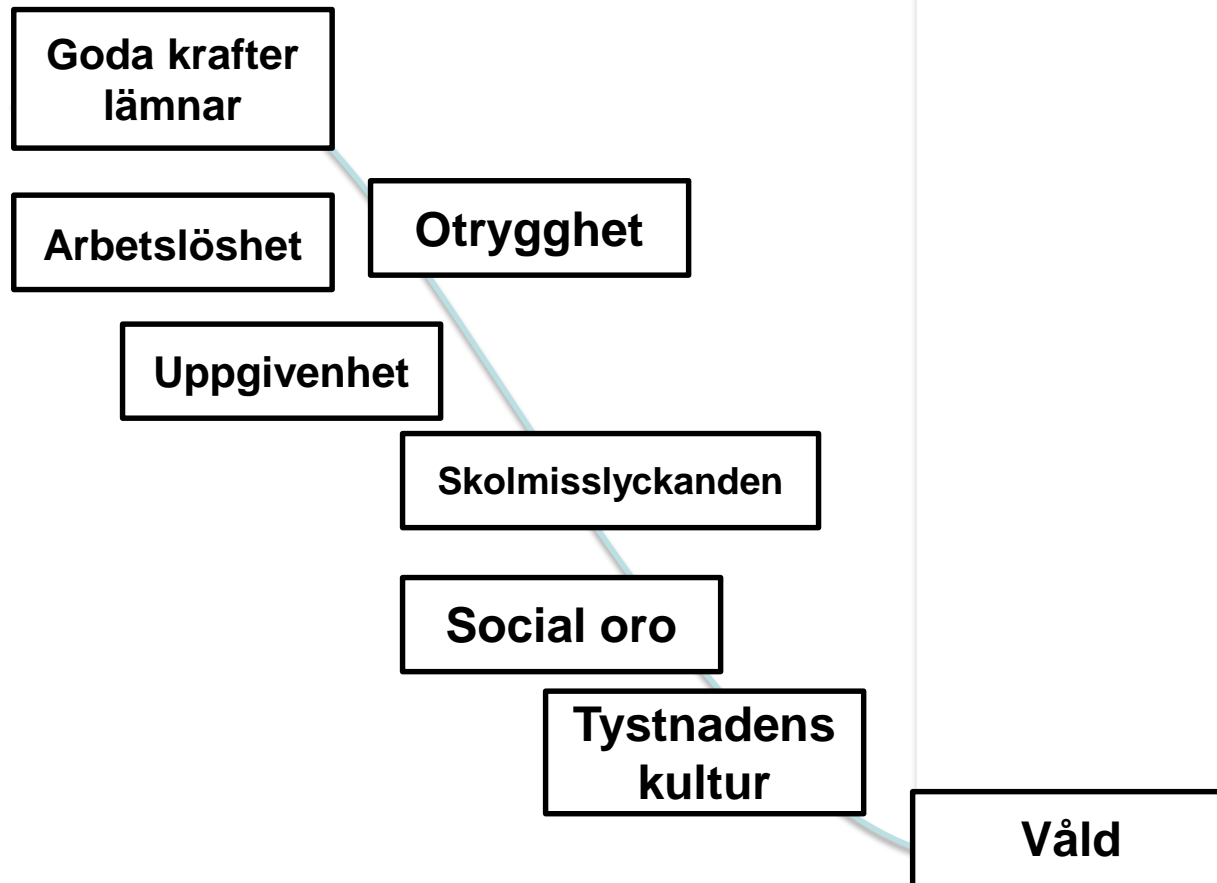 Goda krafter
lämnar
Arbetslöshet
Otrygghet
Uppgivenhet
Skolmisslyckanden
Social oro
Tystnadens
kultur
Våld